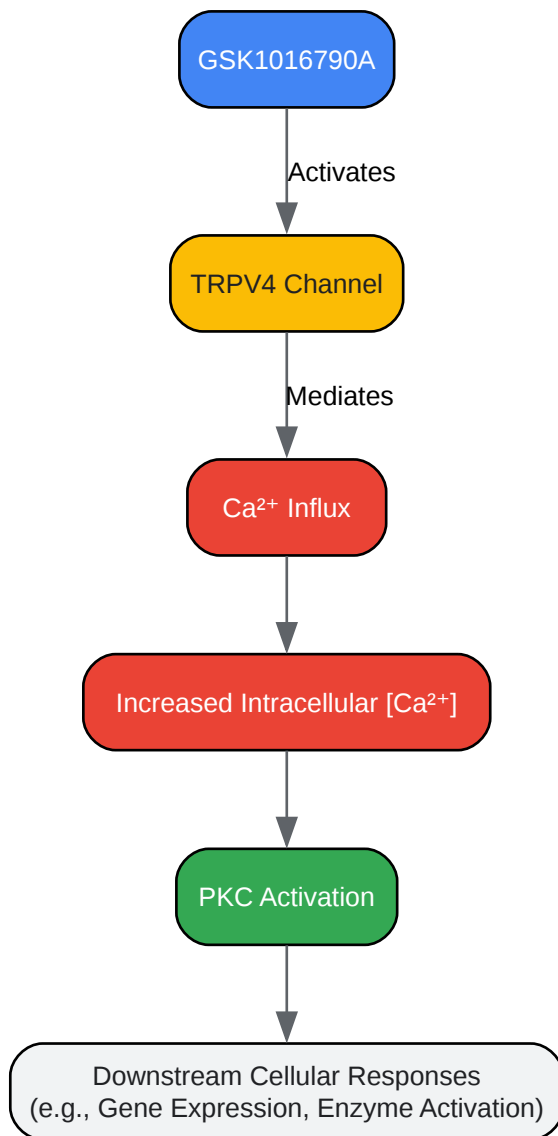 GSK1016790A
Activates
TRPV4 Channel
Mediates
Ca²⁺ Influx
Increased Intracellular [Ca²⁺]
PKC Activation
Downstream Cellular Responses
(e.g., Gene Expression, Enzyme Activation)